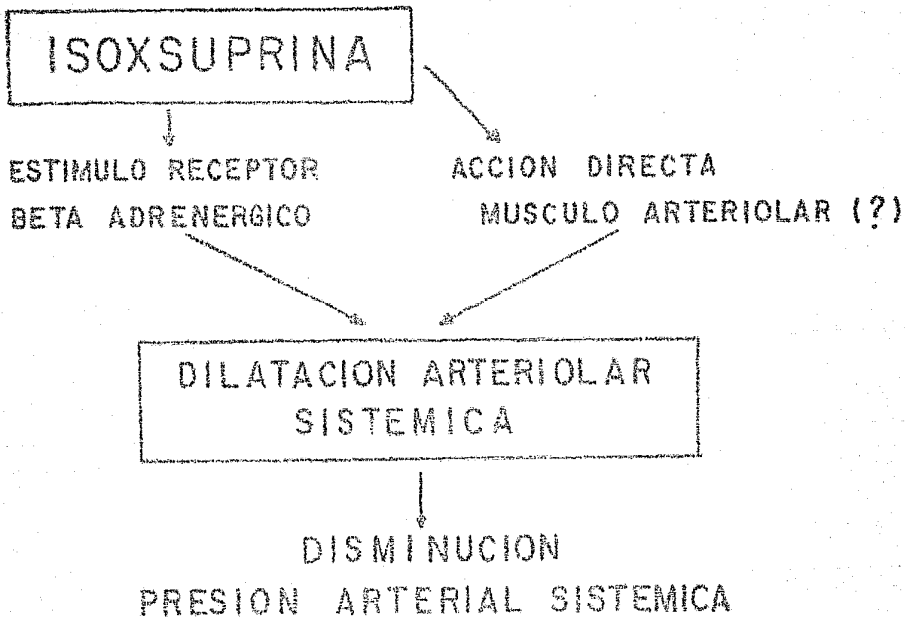 ISOXSUPRINA
ESTIMULO RECEPTOR
BETA ADRENERGICO
ACCION DIRECTA
MUSCULO ARTERIOLAR (?)
DILATACION ARTERIOLAR
SISTEMICA
DISMINUCION
PRESION ARTERIAL SISTEMICA